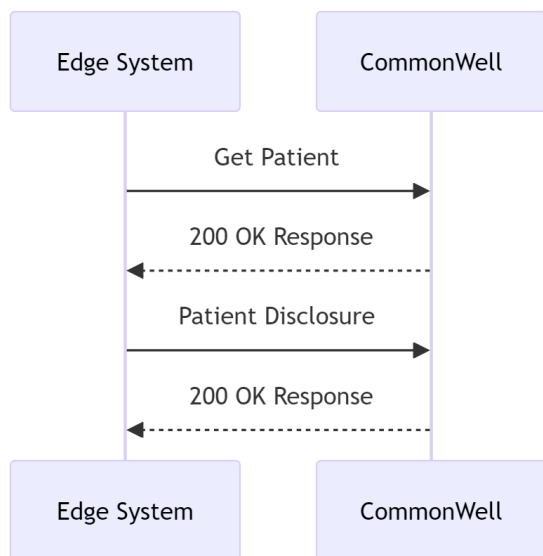 Edge System
CommonWell
Get Patient
200 OK Response
Patient Disclosure
200 OK Response
Edge System
CommonWell